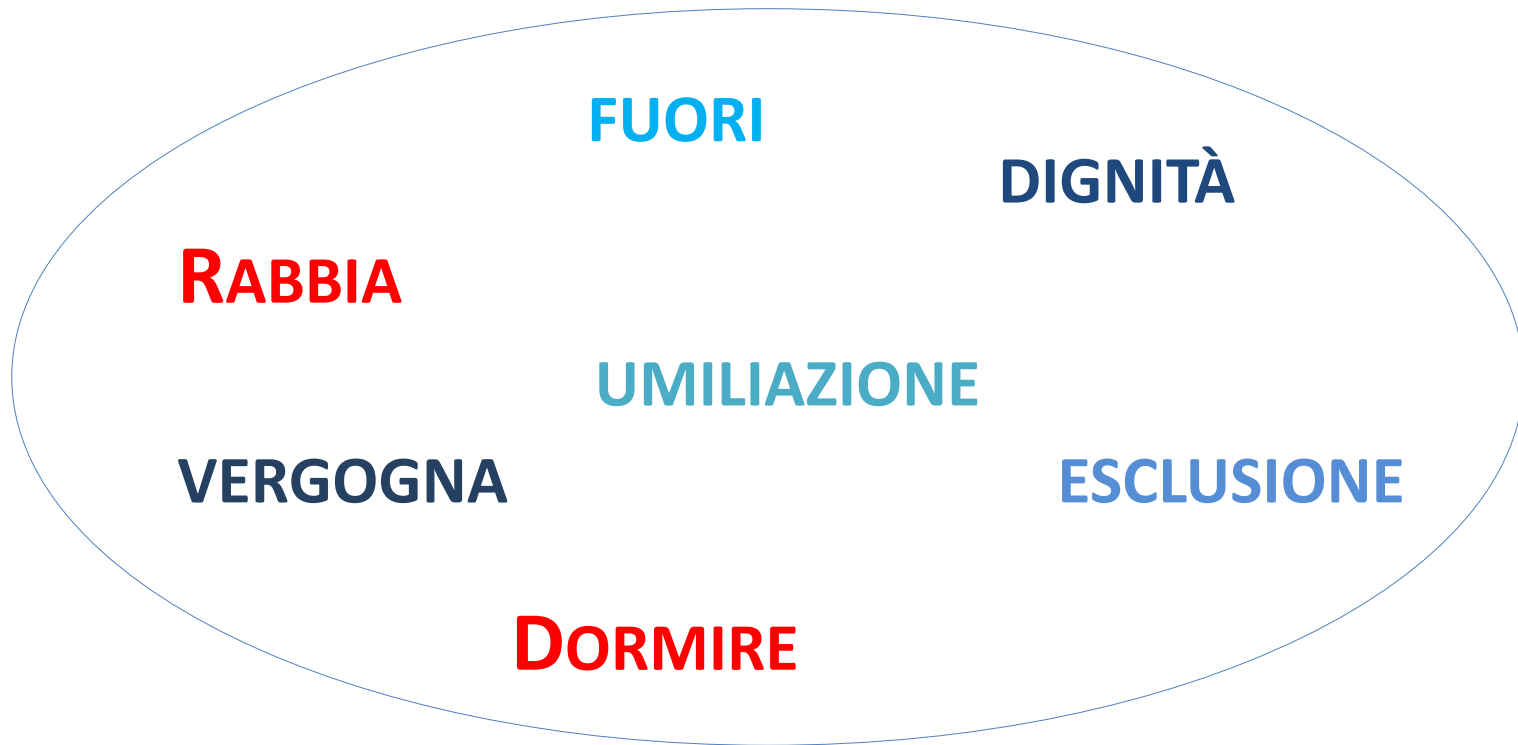 FUORI
DIGNITÀ
RABBIA
UMILIAZIONE
VERGOGNA
ESCLUSIONE
DORMIRE